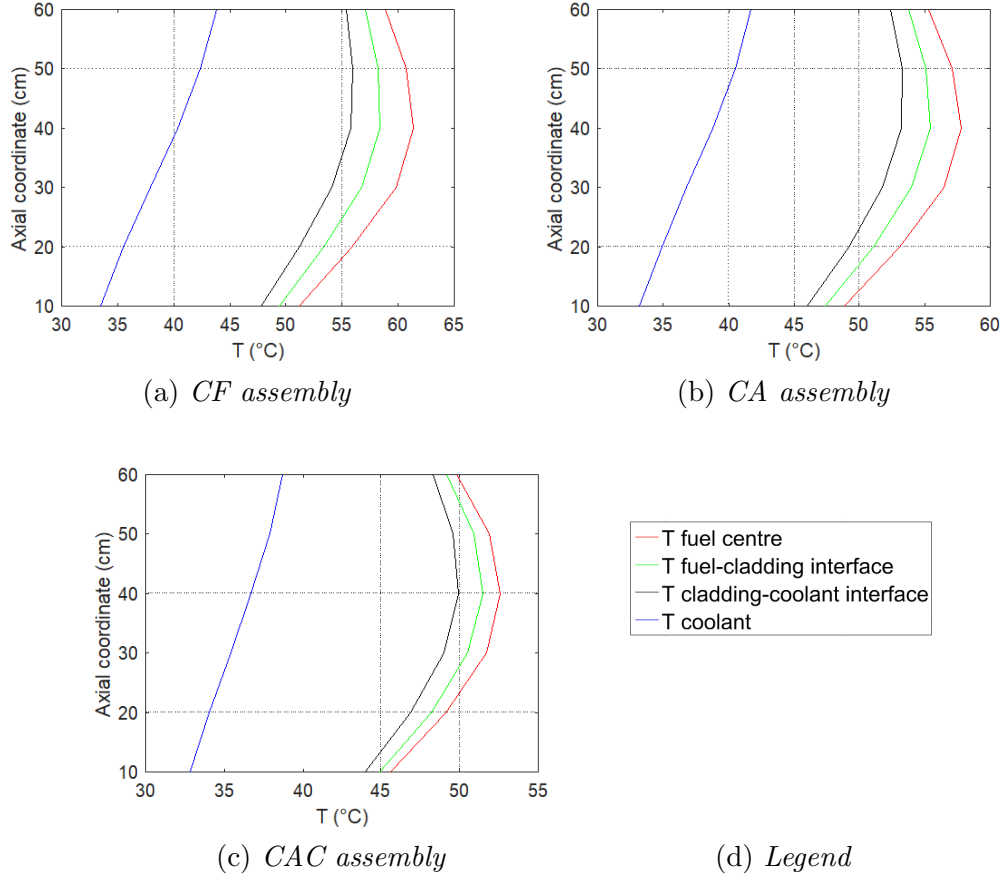 60
50
40
30
20
10
Axial coordinate (cm)
30 40 45 50 55 60 65
T (°C)
(a) CF assembly
60
50
40
30
20
10
Axial coordinate (cm)
30 35 40 45 50 55 60
T (°C)
(b) CA assembly
60
50
40
30
20
10
Axial coordinate (cm)
30 35 40 45 50 55
T (°C)
(c) CAC assembly
T fuel centre
T fuel-cladding interface
T cladding-coolant interface
T coolant
(d) Legend